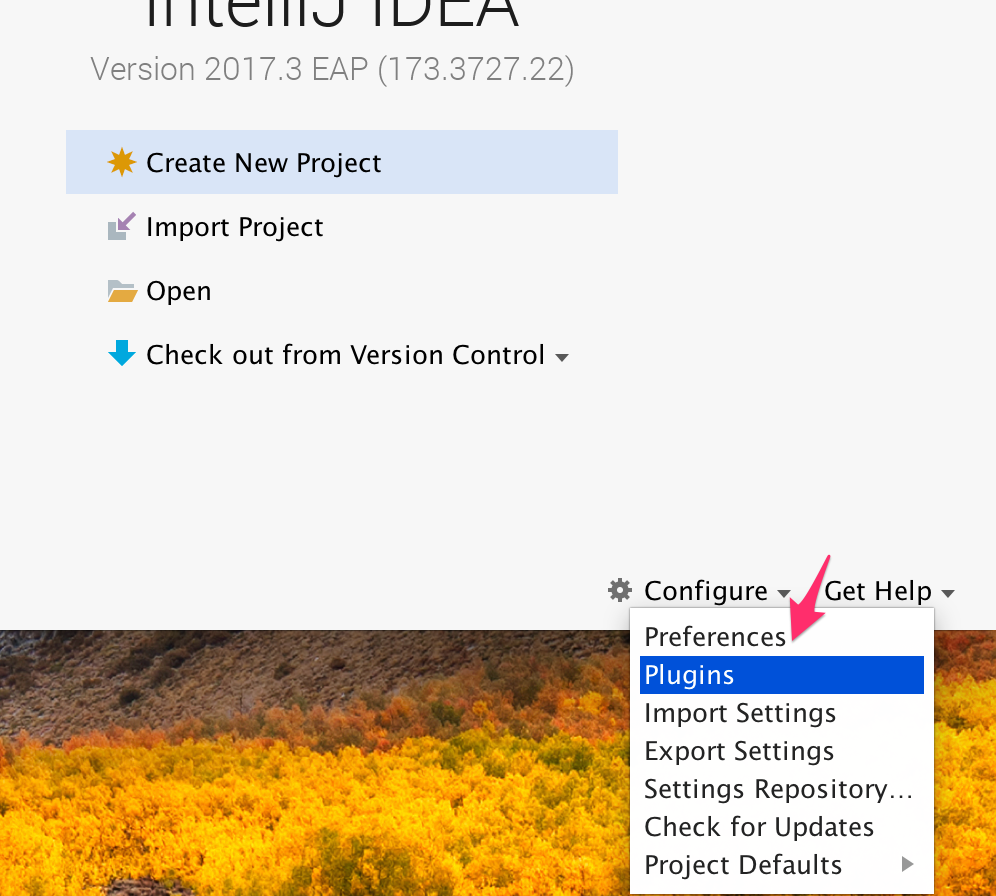 IntelliJ IDEA
Version 2017.3 EAP (173.3727.22)
Create New Project
Import Project
Open
Check out from Version Control
Configure Get Help
Preferences
Plugins
Import Settings
Export Settings
Settings Repository...
Check for Updates
Project Defaults